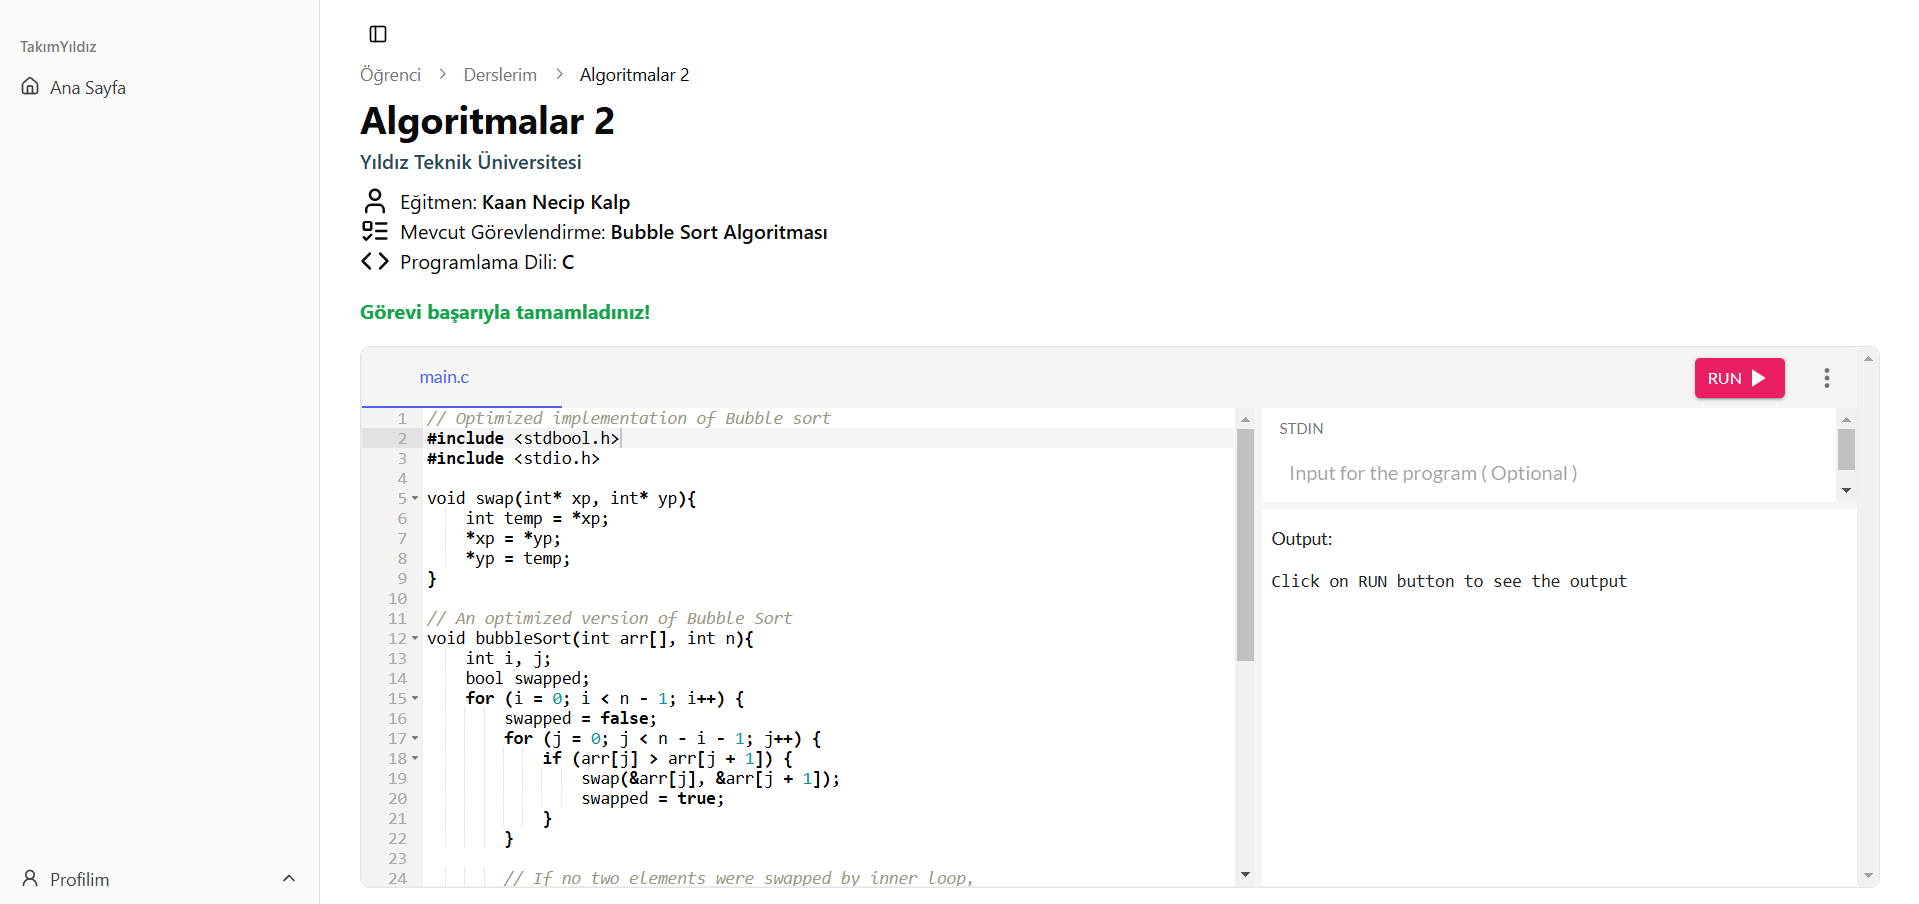 TakımYıldız
Ana Sayfa
Öğrenci > Derslerim > Algoritmalar 2
Algoritmalar 2
Yıldız Teknik Üniversitesi
Eğitmen: Kaan Necip Kalp
Mevcut Görevlendirme: Bubble Sort Algoritması
Programlama Dili: C
Görevi başarıyla tamamladınız!
main.c
RUN
1 // Optimized implementation of Bubble sort
2 #include <stdbool.h>
3 #include <stdio.h>
4
5 void swap(int* xp, int* yp){
6     int temp = *xp;
7     *xp = *yp;
8     *yp = temp;
9 }
10
11 // An optimized version of Bubble Sort
12 void bubbleSort(int arr[], int n){
13     int i, j;
14     bool swapped;
15     for (i = 0; i < n - 1; i++) {
16         swapped = false;
17         for (j = 0; j < n - i - 1; j++) {
18             if (arr[j] > arr[j + 1]) {
19                 swap(&arr[j], &arr[j + 1]);
20                 swapped = true;
21             }
22         }
23
24         // If no two elements were swapped by inner loop,
STDIN
Input for the program ( Optional )
Output:
Click on RUN button to see the output
Profilim